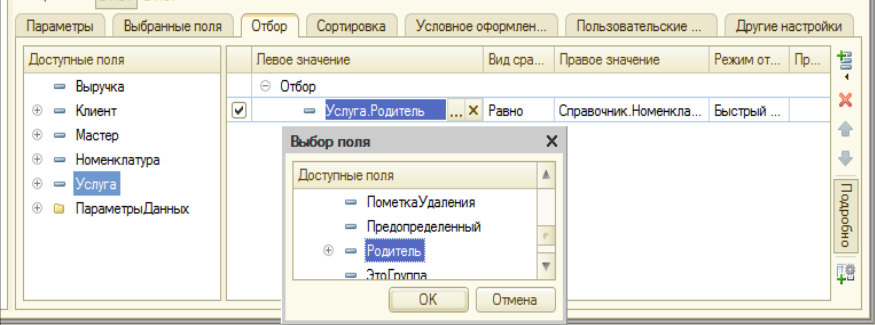 Параметры Выбранные поля Отбор Сортировка Условное оформлен... Пользовательские ... Другие настройки
Доступные поля
Выручка
Клиент
Мастер
Номенклатура
Услуга
ПараметрыДанных
Левое значение Вид сра... Правое значение Режим от... Пр...
Отбор
Услуга.Родитель ... Равно Справочник.Номенкла... Быстрый ...
Выбор поля
Доступные поля
ПометкаУдаления
Предопределенный
Родитель
ЭтоГруппа
OK Отмена
Подробно